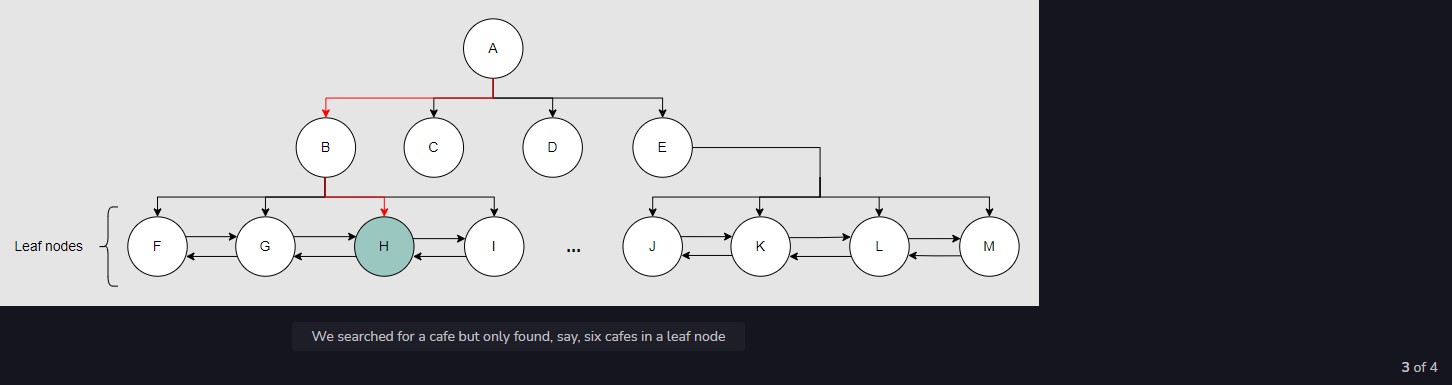 A
B
C
D
E
Leaf nodes
F
G
H
I
...
J
K
L
M
We searched for a cafe but only found, say, six cafes in a leaf node
3 of 4